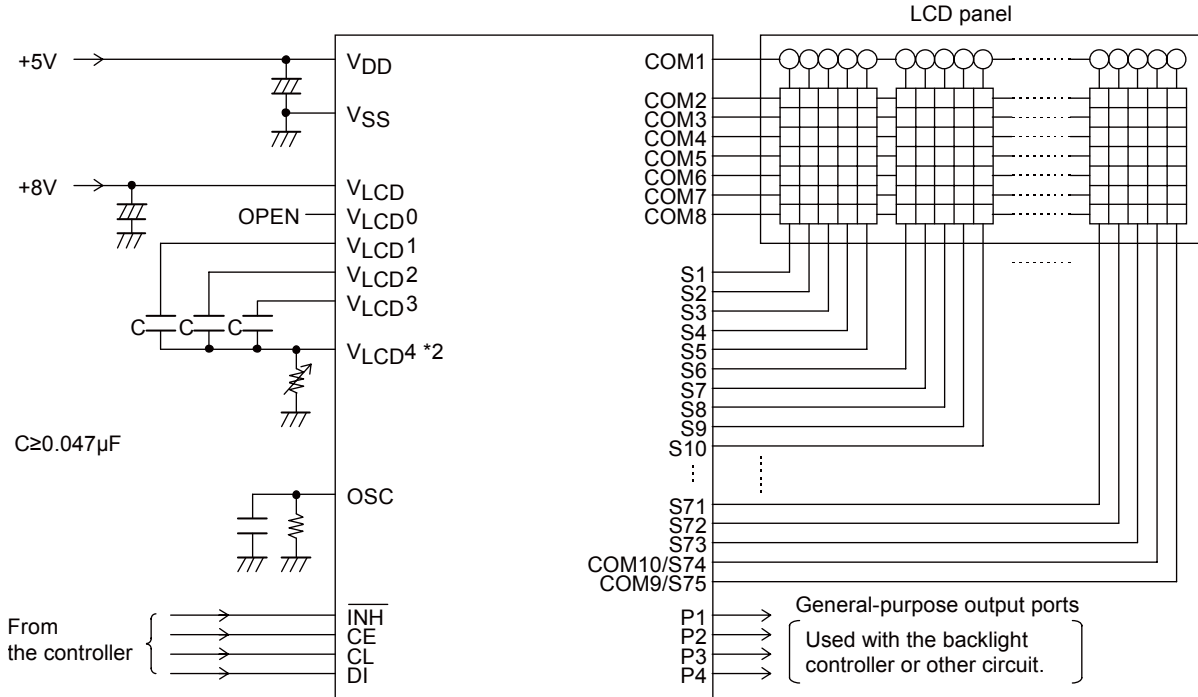 LCD panel
+5V
VDD
VSS
+8V
VLCD
OPEN
VLCD0
VLCD1
VLCD2
VLCD3
C
C
C
VLCD4 *2
C≥0.047μF
OSC
From
the controller
INH
CE
CL
DI
COM1
COM2
COM3
COM4
COM5
COM6
COM7
COM8
S1
S2
S3
S4
S5
S6
S7
S8
S9
S10
S71
S72
S73
COM10/S74
COM9/S75
P1
P2
P3
P4
General-purpose output ports
Used with the backlight
controller or other circuit.